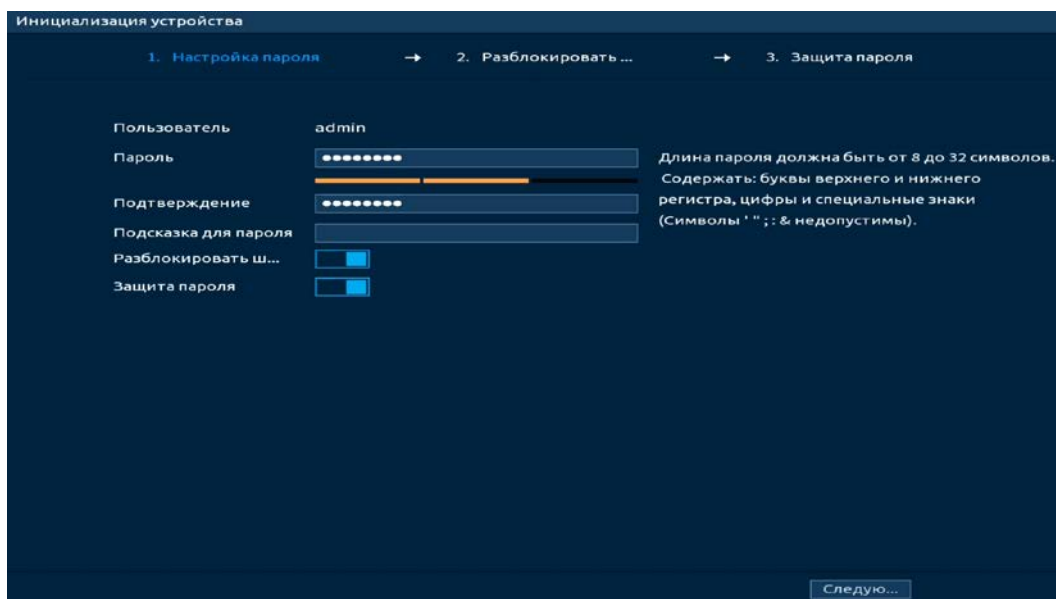 Инициализация устройства
1. Настройка пароля → 2. Разблокировать ... → 3. Защита пароля
Пользователь admin
Пароль ●●●●●●●●
Длина пароля должна быть от 8 до 32 символов.
Содержать: буквы верхнего и нижнего
регистра, цифры и специальные знаки
(Символы ' " ; : & недопустимы).
Подтверждение ●●●●●●●●
Подсказка для пароля
Разблокировать ш...
Защита пароля
Следую...